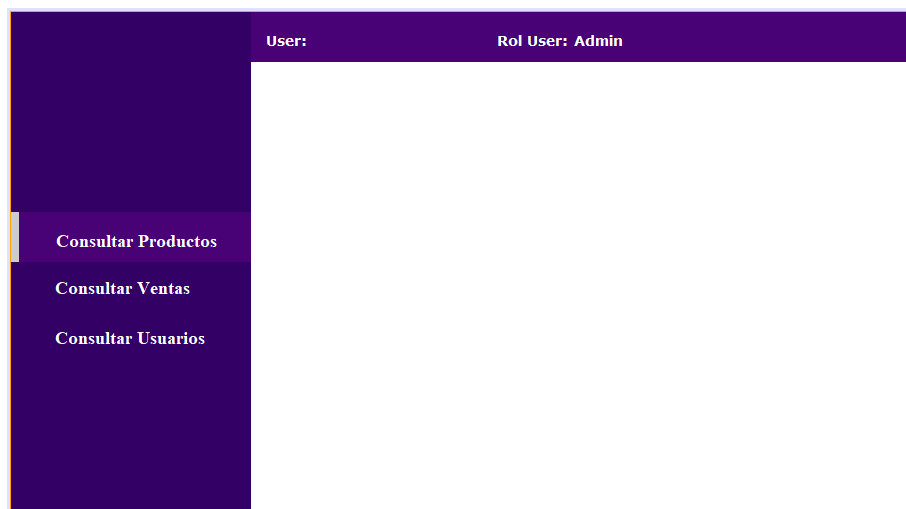 User: Rol User: Admin
Consultar Productos
Consultar Ventas
Consultar Usuarios